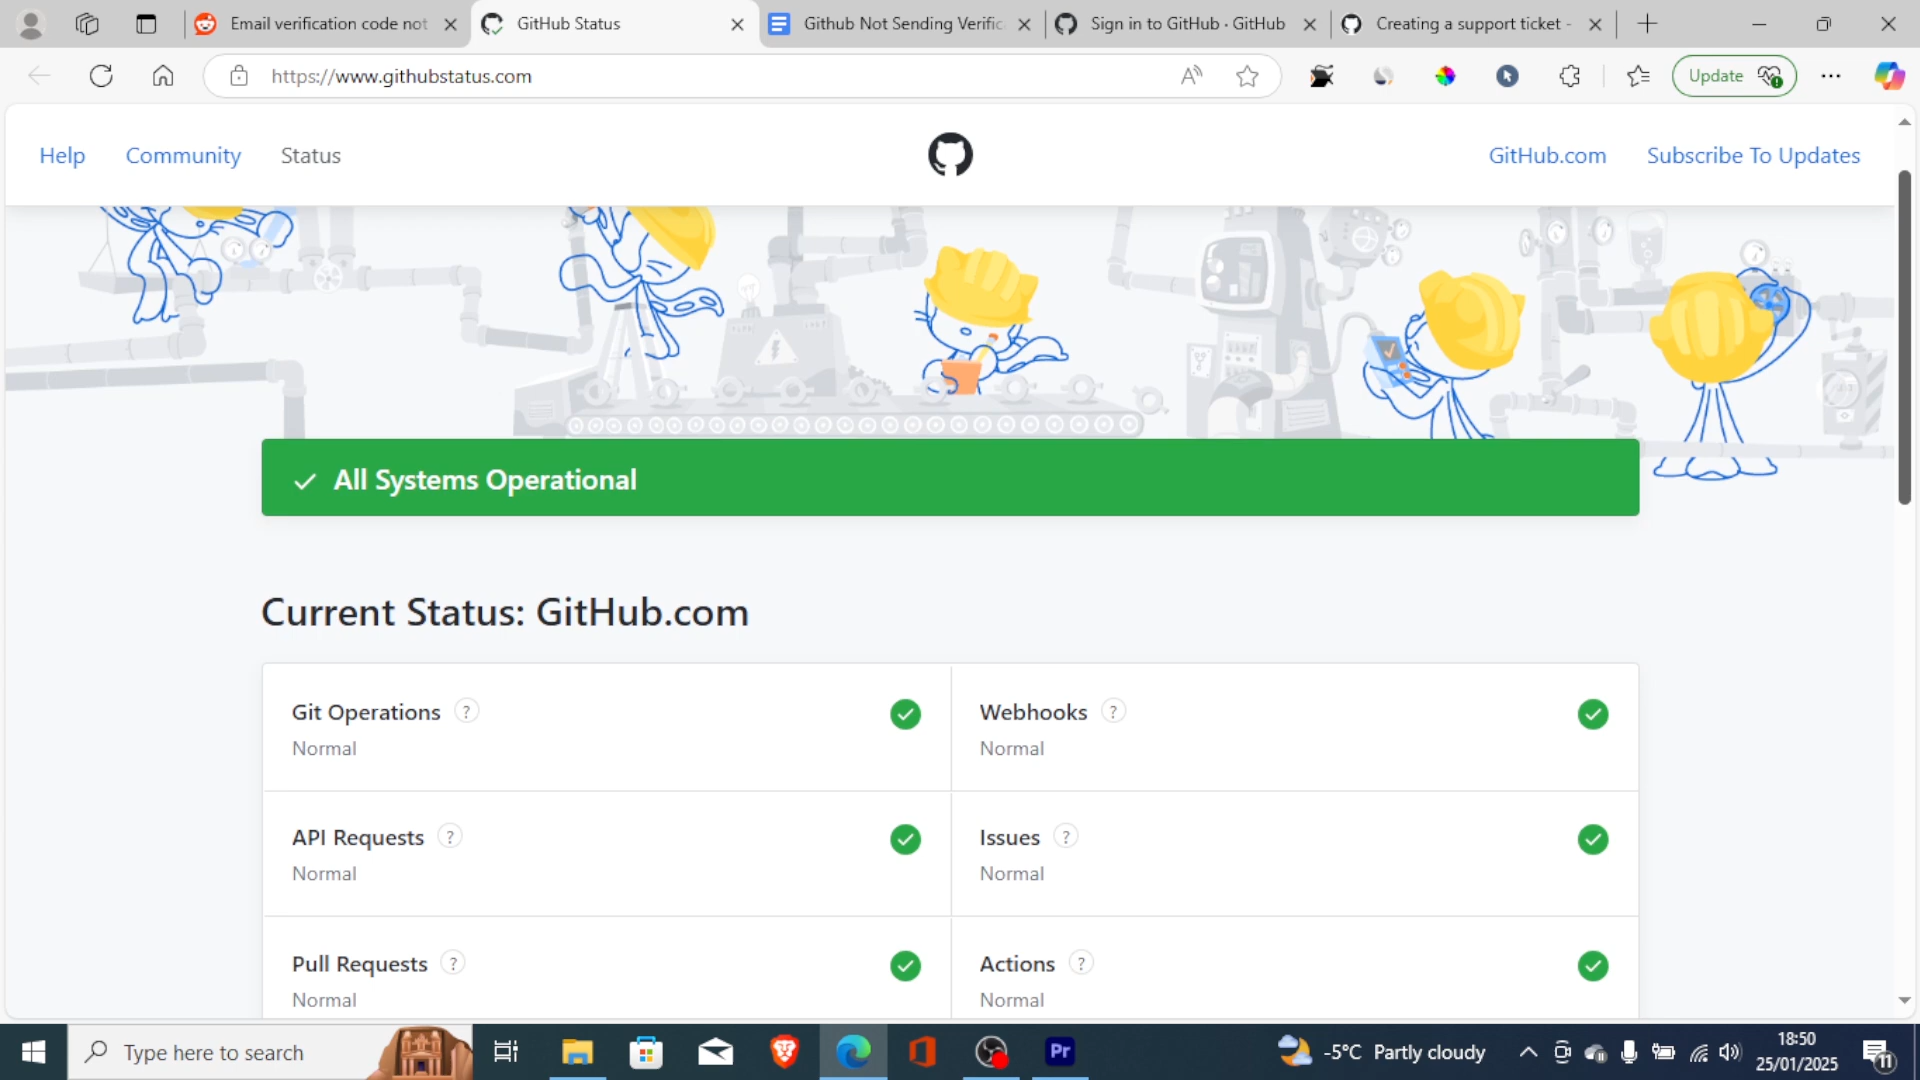 Email verification code not
GitHub Status
Github Not Sending Verific
Sign in to GitHub · GitHub
Creating a support ticket -
https://www.githubstatus.com
Update
Help
Community
Status
GitHub.com
Subscribe To Updates
All Systems Operational
Current Status: GitHub.com
Git Operations ?
Normal
Webhooks ?
Normal
API Requests ?
Normal
Issues ?
Normal
Pull Requests ?
Normal
Actions ?
Normal
Type here to search
Pr
-5°C Partly cloudy
18:50
25/01/2025
11